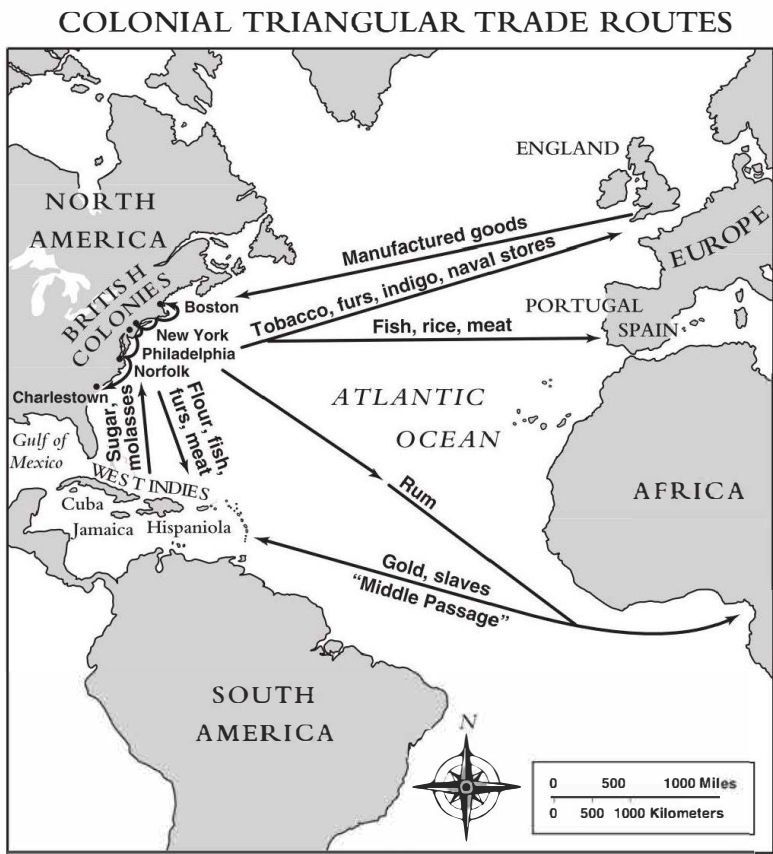 COLONIAL TRIANGULAR TRADE ROUTES
ENGLAND
NORTH
AMERICA
EUROPE
Manufactured goods
Tobacco, furs, indigo, naval stores
BRITISH
COLONIES
Boston
PORTUGAL
SPAIN
Fish, rice, meat
New York
Philadelphia
Norfolk
Charlestown
Sugar,
molasses
Flour, fish,
furs, meat
ATLANTIC
OCEAN
Gulf of
Mexico
WEST INDIES
Cuba
Jamaica
Hispaniola
Rum
AFRICA
Gold, slaves
“Middle Passage”
SOUTH
AMERICA
N
0 500 1000 Miles
0 500 1000 Kilometers